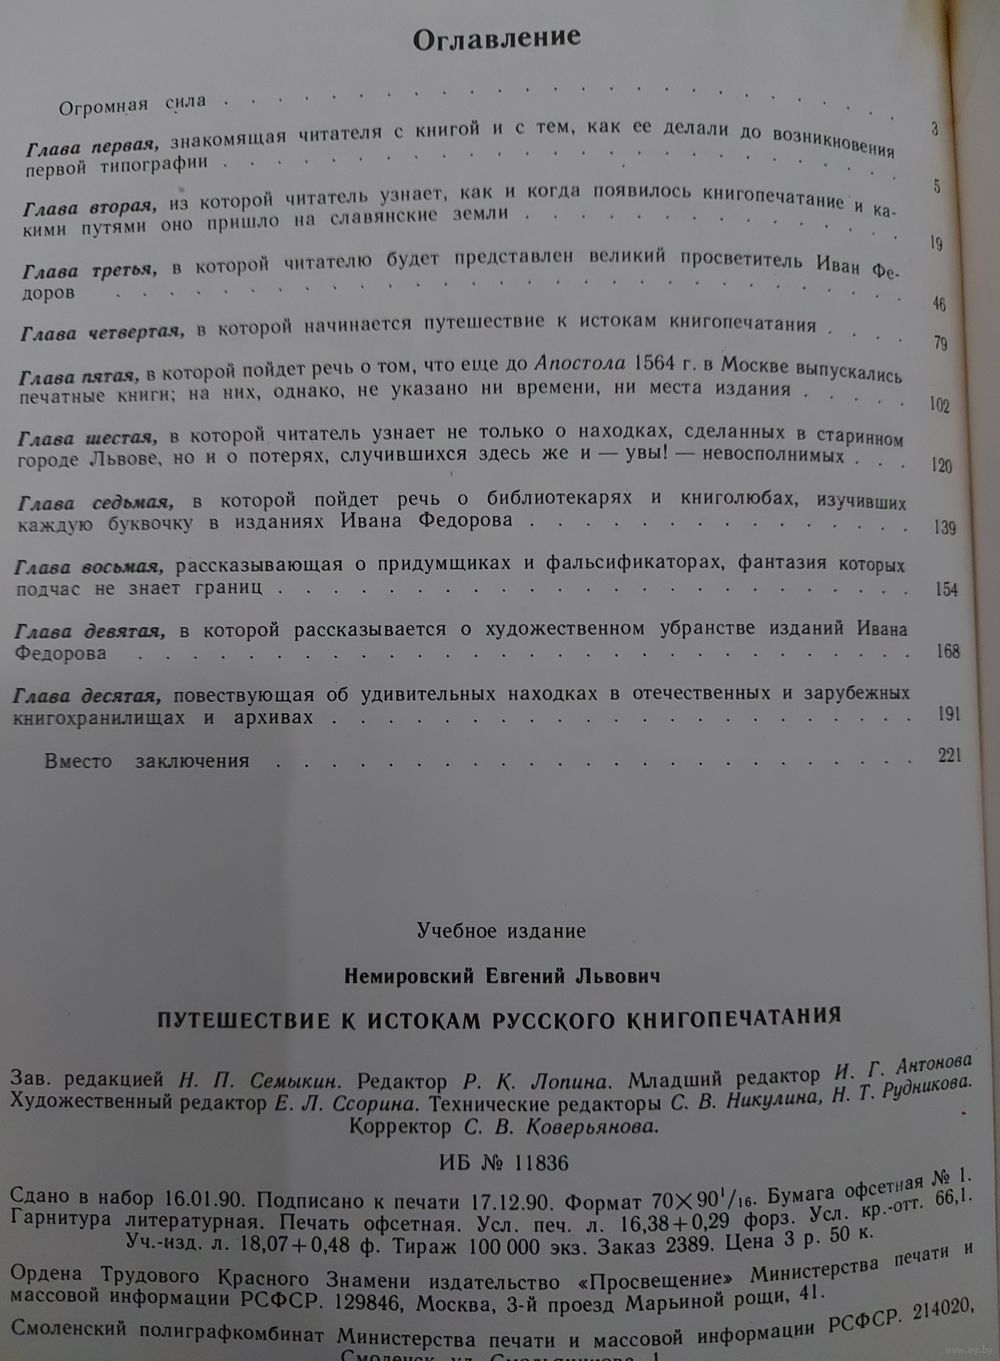 Оглавление
Огромная сила . . . . . . . . . . . . . . . . . . . . 3
Глава первая, знакомящая читателя с книгой и с тем, как ее делали до возникновения
первой типографии . . . . . . . . . . . . . . . . . . . . 5
Глава вторая, из которой читатель узнает, как и когда появилось книгопечатание и ка-
кими путями оно пришло на славянские земли . . . . . . . . . . . 19
Глава третья, в которой читателю будет представлен великий просветитель Иван Фе-
доров . . . . . . . . . . . . . . . . . . . . . . . . 46
Глава четвертая, в которой начинается путешествие к истокам книгопечатания . . . . 79
Глава пятая, в которой пойдет речь о том, что еще до Апостола 1564 г. в Москве выпускались
печатные книги; на них, однако, не указано ни времени, ни места издания . . . . . 102
Глава шестая, в которой читатель узнает не только о находках, сделанных в старинном
городе Львове, но и о потерях, случившихся здесь же и — увы! — невосполнимых . . . 120
Глава седьмая, в которой пойдет речь о библиотекарях и книголюбах, изучивших
каждую буквочку в изданиях Ивана Федорова . . . . . . . . . . . 139
Глава восьмая, рассказывающая о придумщиках и фальсификаторах, фантазия которых
подчас не знает границ . . . . . . . . . . . . . . . . . . . 154
Глава девятая, в которой рассказывается о художественном убранстве изданий Ивана
Федорова . . . . . . . . . . . . . . . . . . . . . . . 168
Глава десятая, повествующая об удивительных находках в отечественных и зарубежных
книгохранилищах и архивах . . . . . . . . . . . . . . . . . 191
Вместо заключения . . . . . . . . . . . . . . . . . . . 221
Учебное издание
Немировский Евгений Львович
ПУТЕШЕСТВИЕ К ИСТОКАМ РУССКОГО КНИГОПЕЧАТАНИЯ
Зав. редакцией Н. П. Семыкин. Редактор Р. К. Лопина. Младший редактор И. Г. Антонова
Художественный редактор Е. Л. Ссорина. Технические редакторы С. В. Никулина, Н. Т. Рудникова.
Корректор С. В. Коверьянова.
ИБ № 11836
Сдано в набор 16.01.90. Подписано к печати 17.12.90. Формат 70×90¹/₁₆. Бумага офсетная № 1.
Гарнитура литературная. Печать офсетная. Усл. печ. л. 16,38+0,29 форз. Усл. кр.-отт. 66,1.
Уч.-изд. л. 18,07+0,48 ф. Тираж 100 000 экз. Заказ 2389. Цена 3 р. 50 к.
Ордена Трудового Красного Знамени издательство «Просвещение» Министерства печати и
массовой информации РСФСР. 129846, Москва, 3-й проезд Марьиной рощи, 41.
Смоленский полиграфкомбинат Министерства печати и массовой информации РСФСР. 214020,
www.ay.by